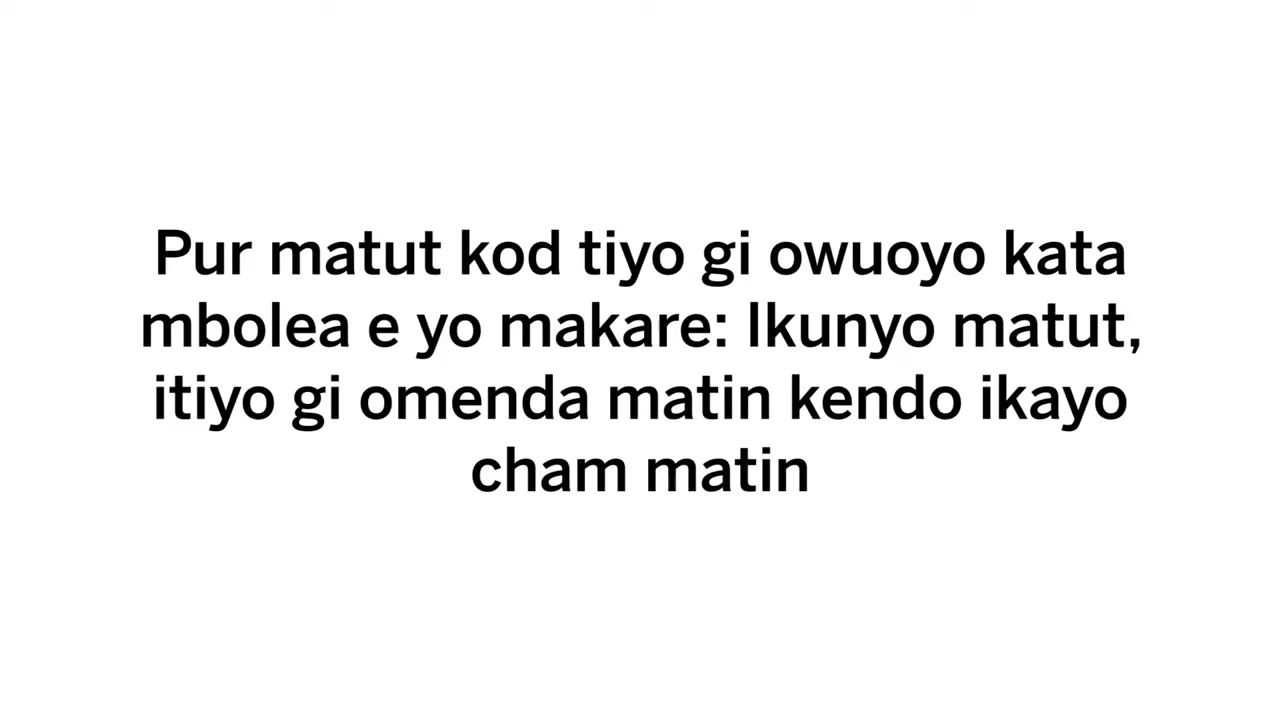 Pur matut kod tiyo gi owuoyo kata
mbolea e yo makare: Ikunyo matut,
itiyo gi omenda matin kendo ikayo
cham matin